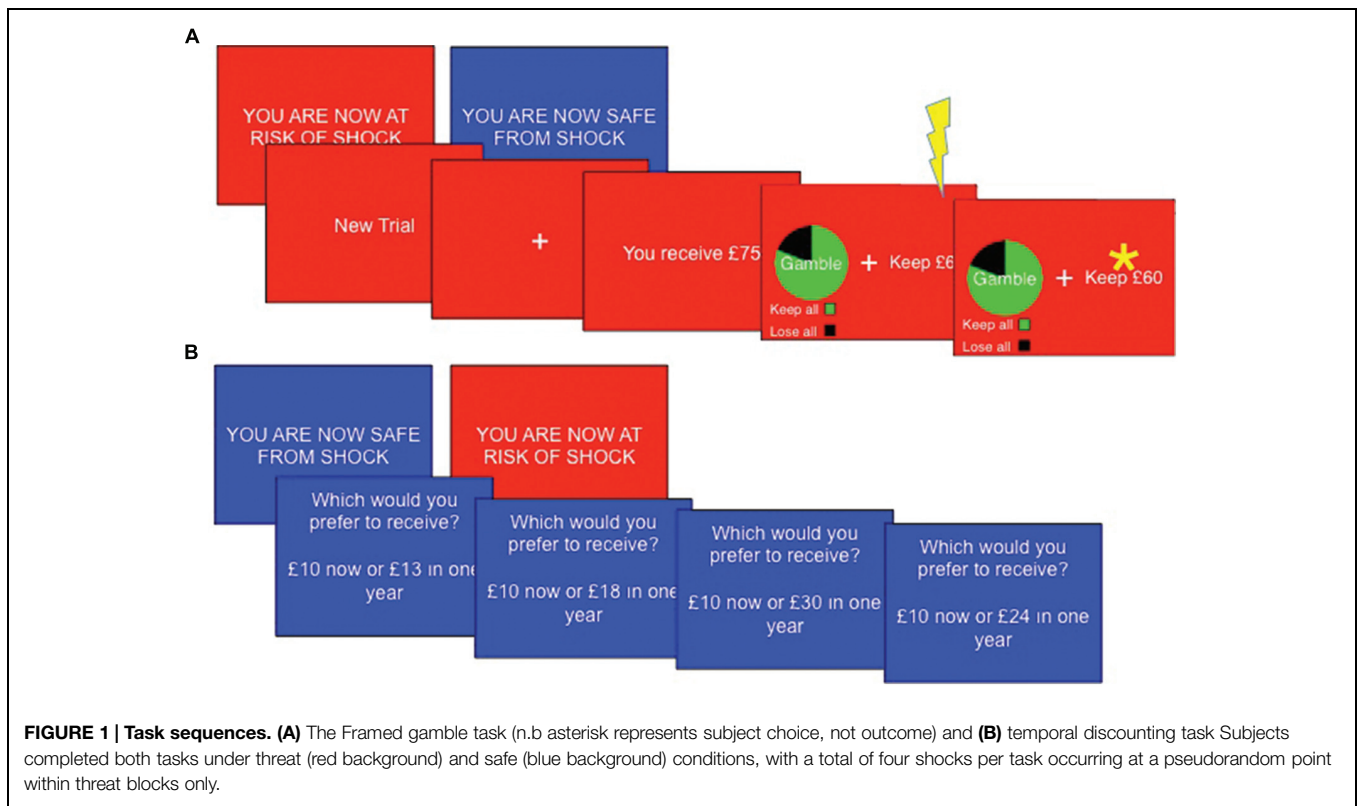 A
YOU ARE NOW AT
RISK OF SHOCK
YOU ARE NOW SAFE
FROM SHOCK
New Trial
+
You receive £75
Gamble
+ Keep £6
Keep all
Lose all
Gamble
*
+ Keep £60
Keep all
Lose all
B
YOU ARE NOW SAFE
FROM SHOCK
YOU ARE NOW AT
RISK OF SHOCK
Which would you
prefer to receive?
£10 now or £13 in one
year
Which would you
prefer to receive?
£10 now or £18 in one
year
Which would you
prefer to receive?
£10 now or £30 in one
year
Which would you
prefer to receive?
£10 now or £24 in one
year
FIGURE 1 | Task sequences. (A) The Framed gamble task (n.b asterisk represents subject choice, not outcome) and (B) temporal discounting task Subjects
completed both tasks under threat (red background) and safe (blue background) conditions, with a total of four shocks per task occurring at a pseudorandom point
within threat blocks only.